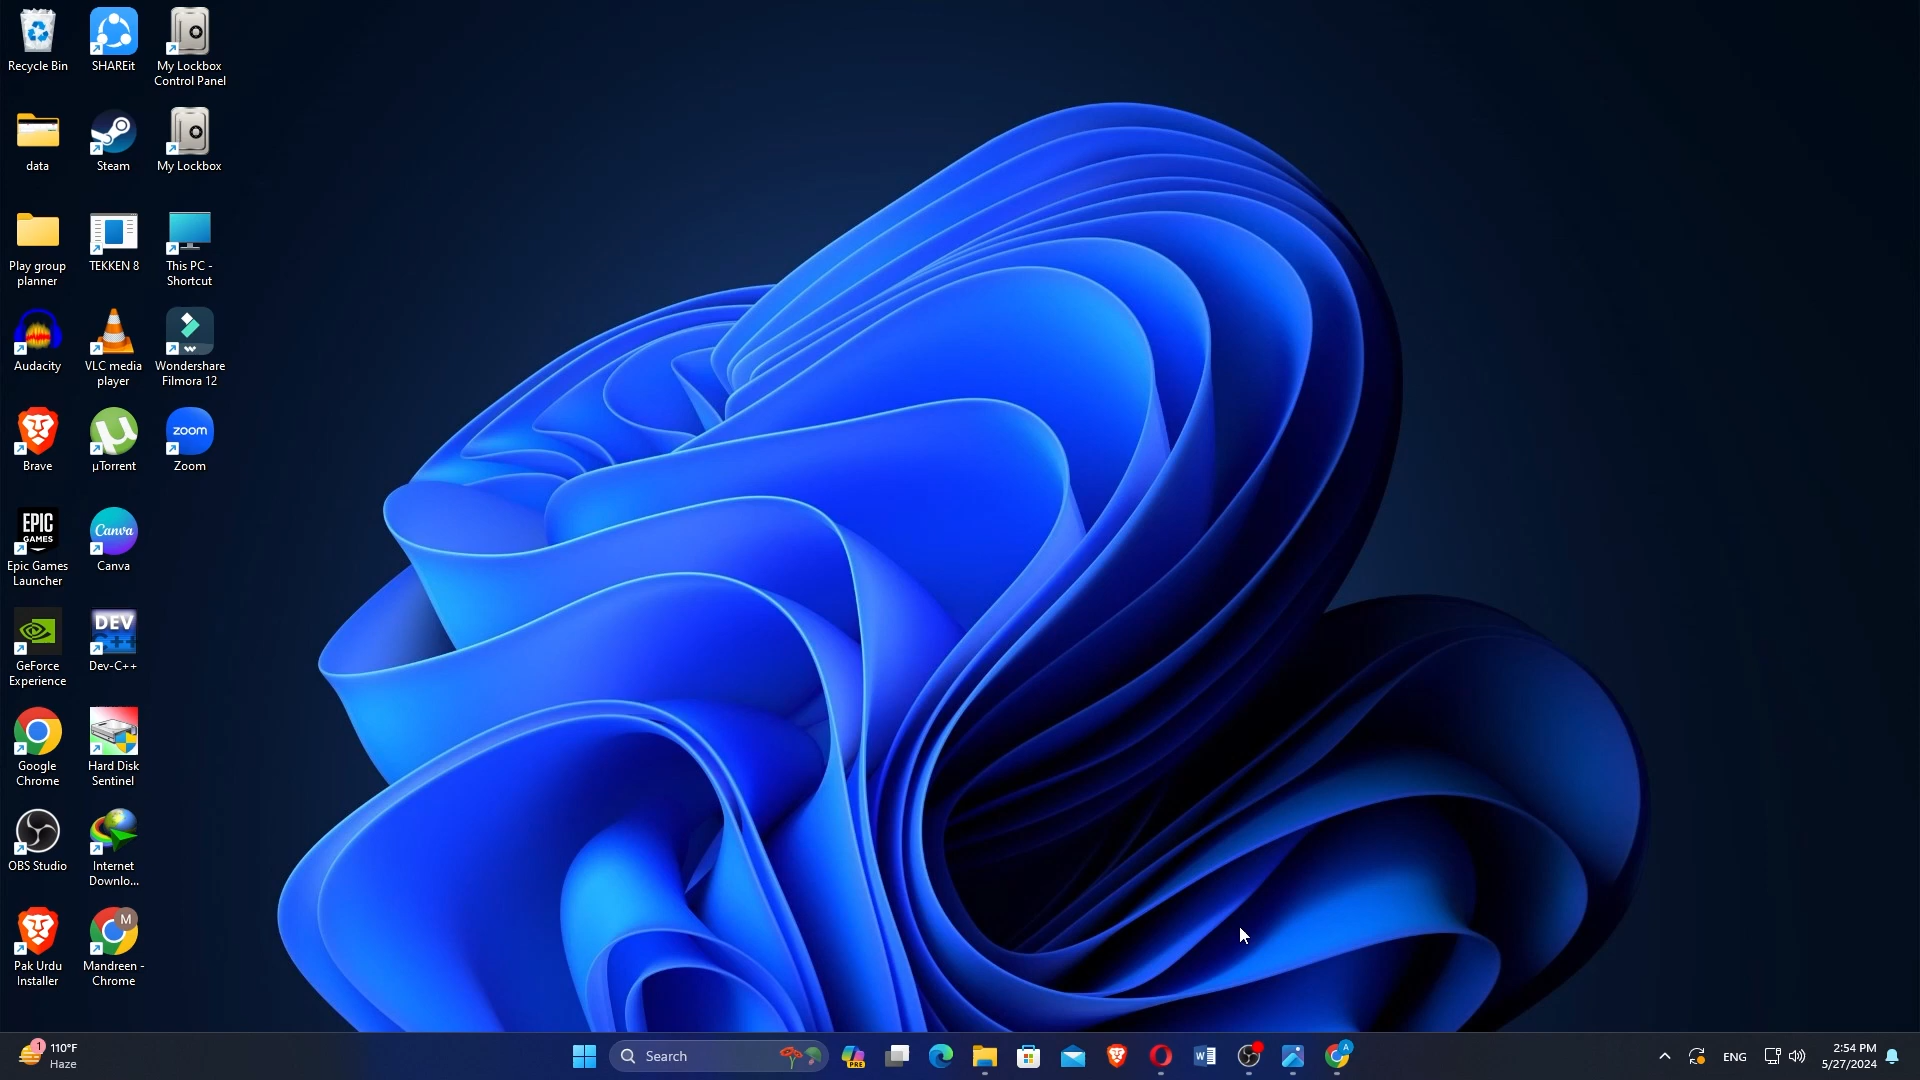 Recycle Bin
SHAREit
My Lockbox
Control Panel
data
Steam
My Lockbox
Play group
planner
TEKKEN 8
This PC -
Shortcut
Audacity
VLC media
player
Wondershare
Filmora 12
Brave
µTorrent
zoom
Zoom
EPIC
GAMES
Epic Games
Launcher
Canva
Canva
GeForce
Experience
DEV
C++
Dev-C++
Google
Chrome
Hard Disk
Sentinel
OBS Studio
Internet
Downlo...
Pak Urdu
Installer
M
Mandreen -
Chrome
1
110°F
Haze
Search
PRE
W
A
ENG
2:54 PM
5/27/2024